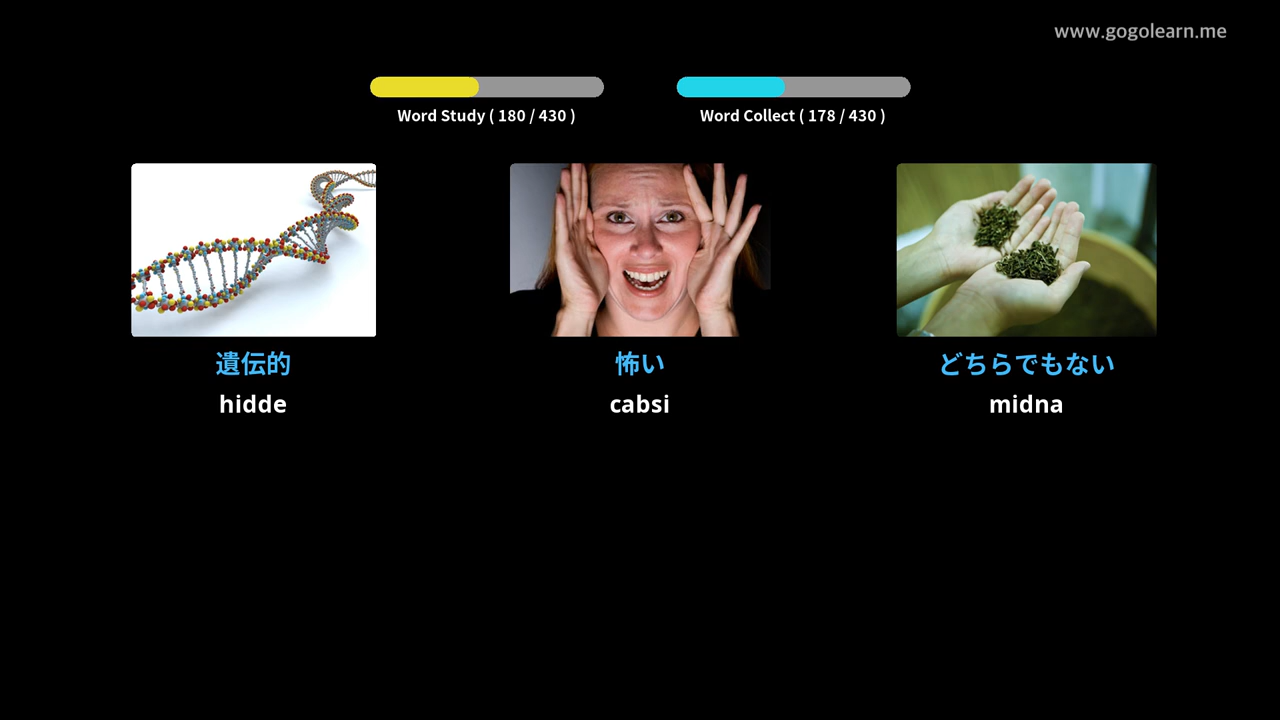 www.gogolearn.me
Word Study ( 180 / 430 )
Word Collect ( 178 / 430 )
遺伝的
怖い
どちらでもない
hidde
cabsi
midna